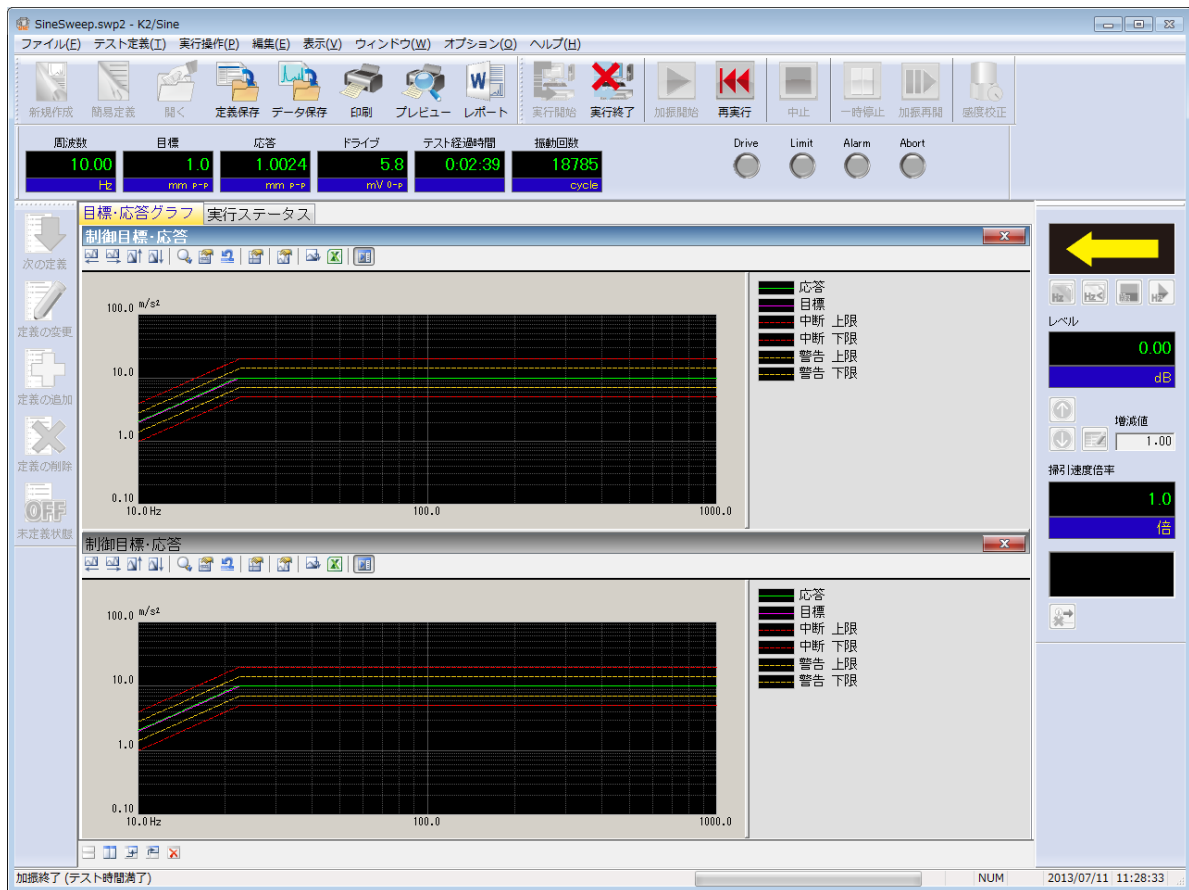 SineSweep.swp2 - K2/Sine
ファイル(F) テスト定義(T) 実行操作(P) 編集(E) 表示(V) ウィンドウ(W) オプション(O) ヘルプ(H)
新規作成 簡易定義 開く 定義保存 データ保存 印刷 プレビュー レポート 実行開始 実行終了 加振開始 再実行 中止 一時停止 加振再開 感度校正
周波数 目標 応答 ドライブ テスト経過時間 振動回数 Drive Limit Alarm Abort
10.00 1.0 1.0024 5.8 0:02:39 18785
Hz mm P-P mm P-P mV 0-P cycle
次の定義
定義の変更
定義の追加
定義の削除
OFF
未定義状態
目標・応答グラフ 実行ステータス
制御目標・応答
100.0 m/s²
10.0
1.0
0.10
10.0Hz 100.0 1000.0
応答
目標
中断 上限
中断 下限
警告 上限
警告 下限
制御目標・応答
100.0 m/s²
10.0
1.0
0.10
10.0Hz 100.0 1000.0
応答
目標
中断 上限
中断 下限
警告 上限
警告 下限
レベル
0.00
dB
増減値
1.00
掃引速度倍率
1.0
倍
加振終了 (テスト時間満了) NUM 2013/07/11 11:28:33